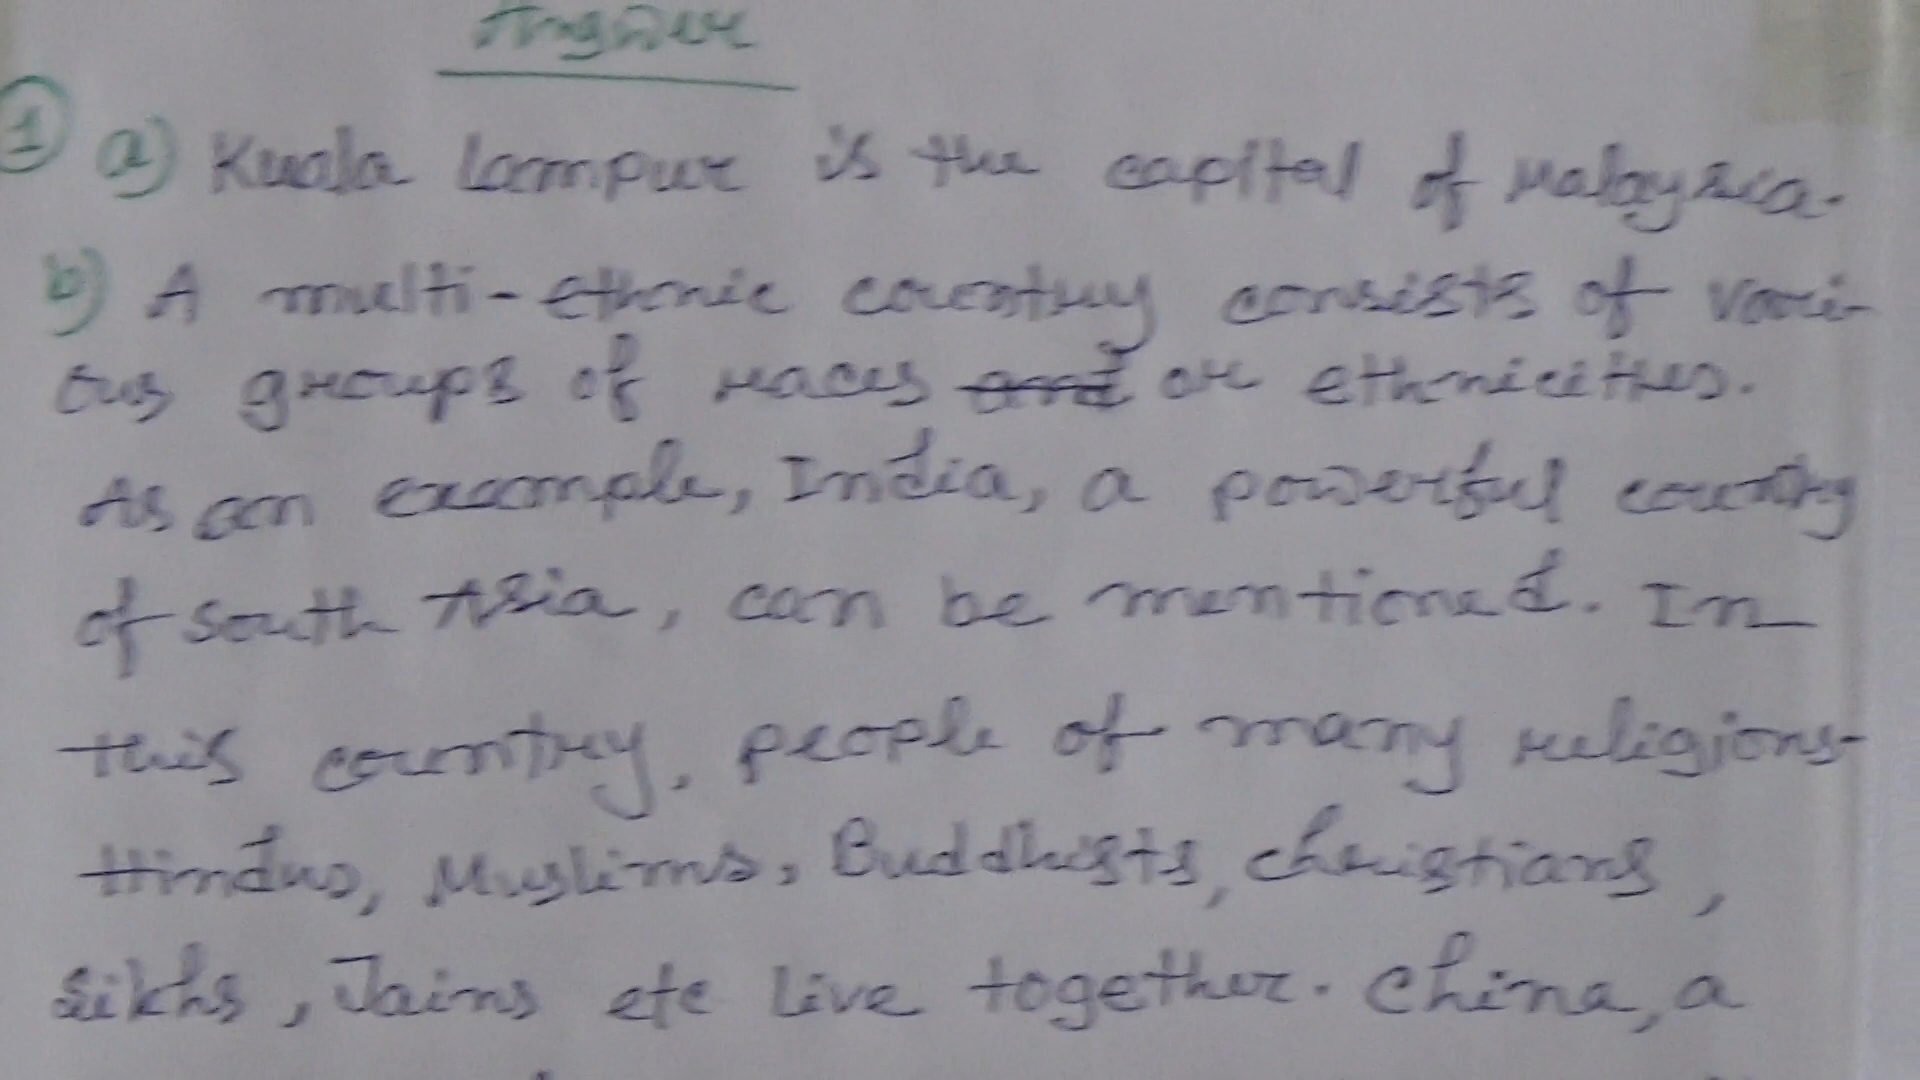 Answer
① a) Kuala Lampur is the capital of Malaysia.
b) A multi-ethnic country consists of vari-
ous groups of races and or ethnicities.
As an example, India, a powerful country
of South Asia, can be mentioned. In
this country, people of many religions-
Hindus, Muslims, Buddhists, Christians,
Sikhs, Jains etc live together. China, a